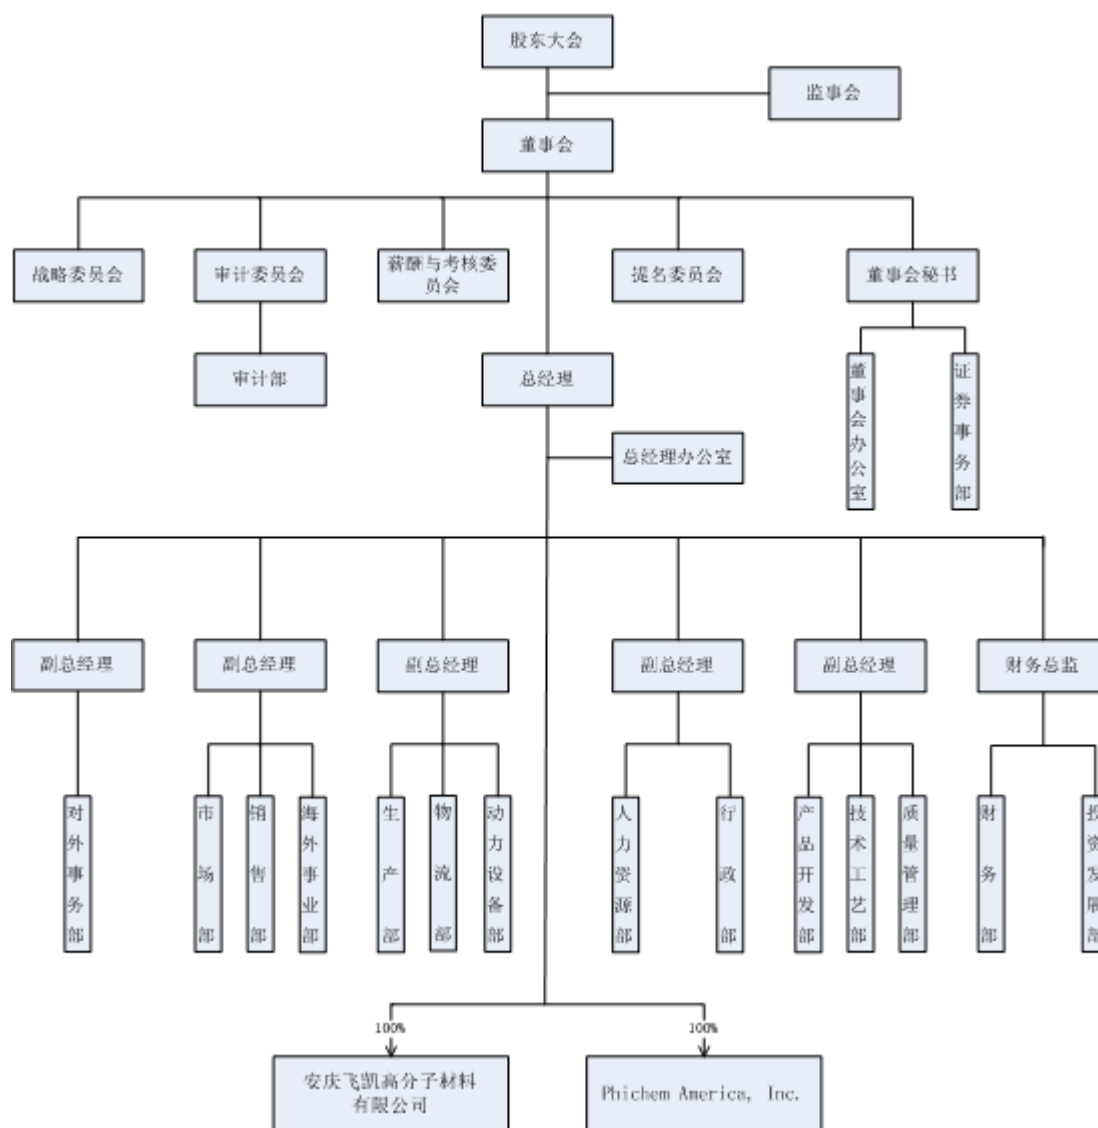 股东大会
监事会
董事会
战略委员会
审计委员会
薪酬与考核委
员会
提名委员会
董事会秘书
审计部
总经理
董事会办公室
证券事务部
总经理办公室
副总经理
副总经理
副总经理
副总经理
副总经理
财务总监
对外事务部
市场部
销售部
海外事业部
生产部
物流部
动力设备部
人力资源部
行政部
产品开发部
技术工艺部
质量管理部
财务部
投资发展部
100%
100%
安庆飞凯高分子材料
有限公司
Phichem America, Inc.